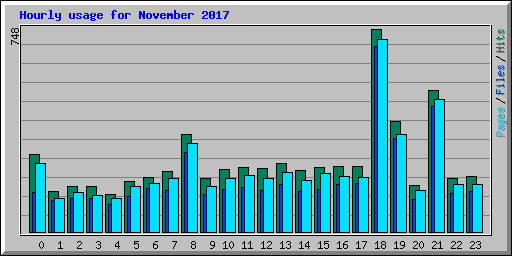 Hourly usage for November 2017
748
Pages/Files/Hits
0 1 2 3 4 5 6 7 8 9 10 11 12 13 14 15 16 17 18 19 20 21 22 23